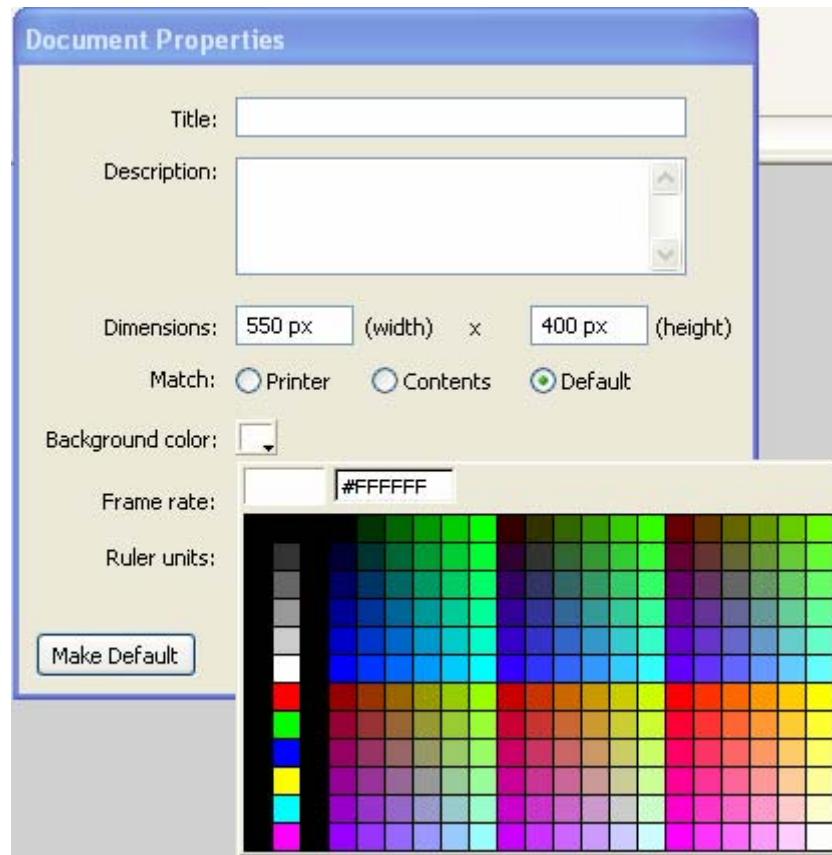 Document Properties
Title:
Description:
Dimensions: 550 px (width) x 400 px (height)
Match: Printer Contents Default
Background color:
#FFFFFF
Frame rate:
Ruler units:
Make Default